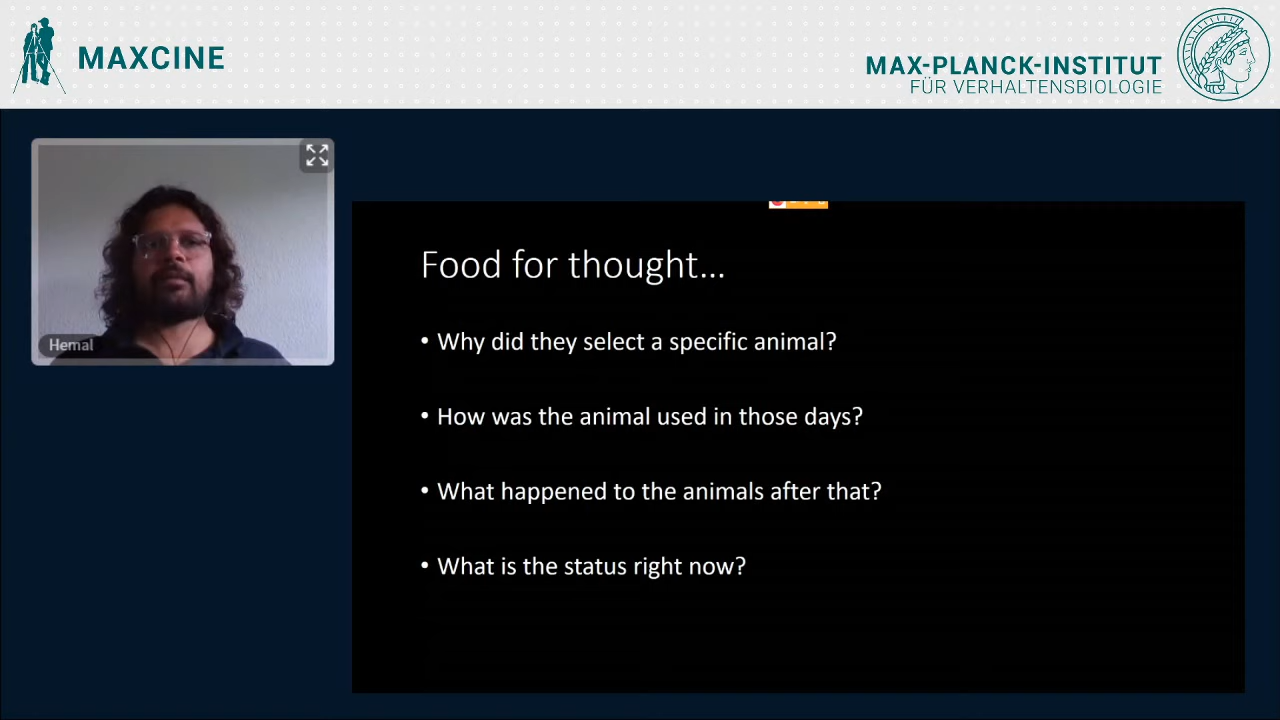 MAXCINE
MAX-PLANCK-INSTITUT
FÜR VERHALTENSBIOLOGIE
Hemal
Food for thought...
• Why did they select a specific animal?
• How was the animal used in those days?
• What happened to the animals after that?
• What is the status right now?